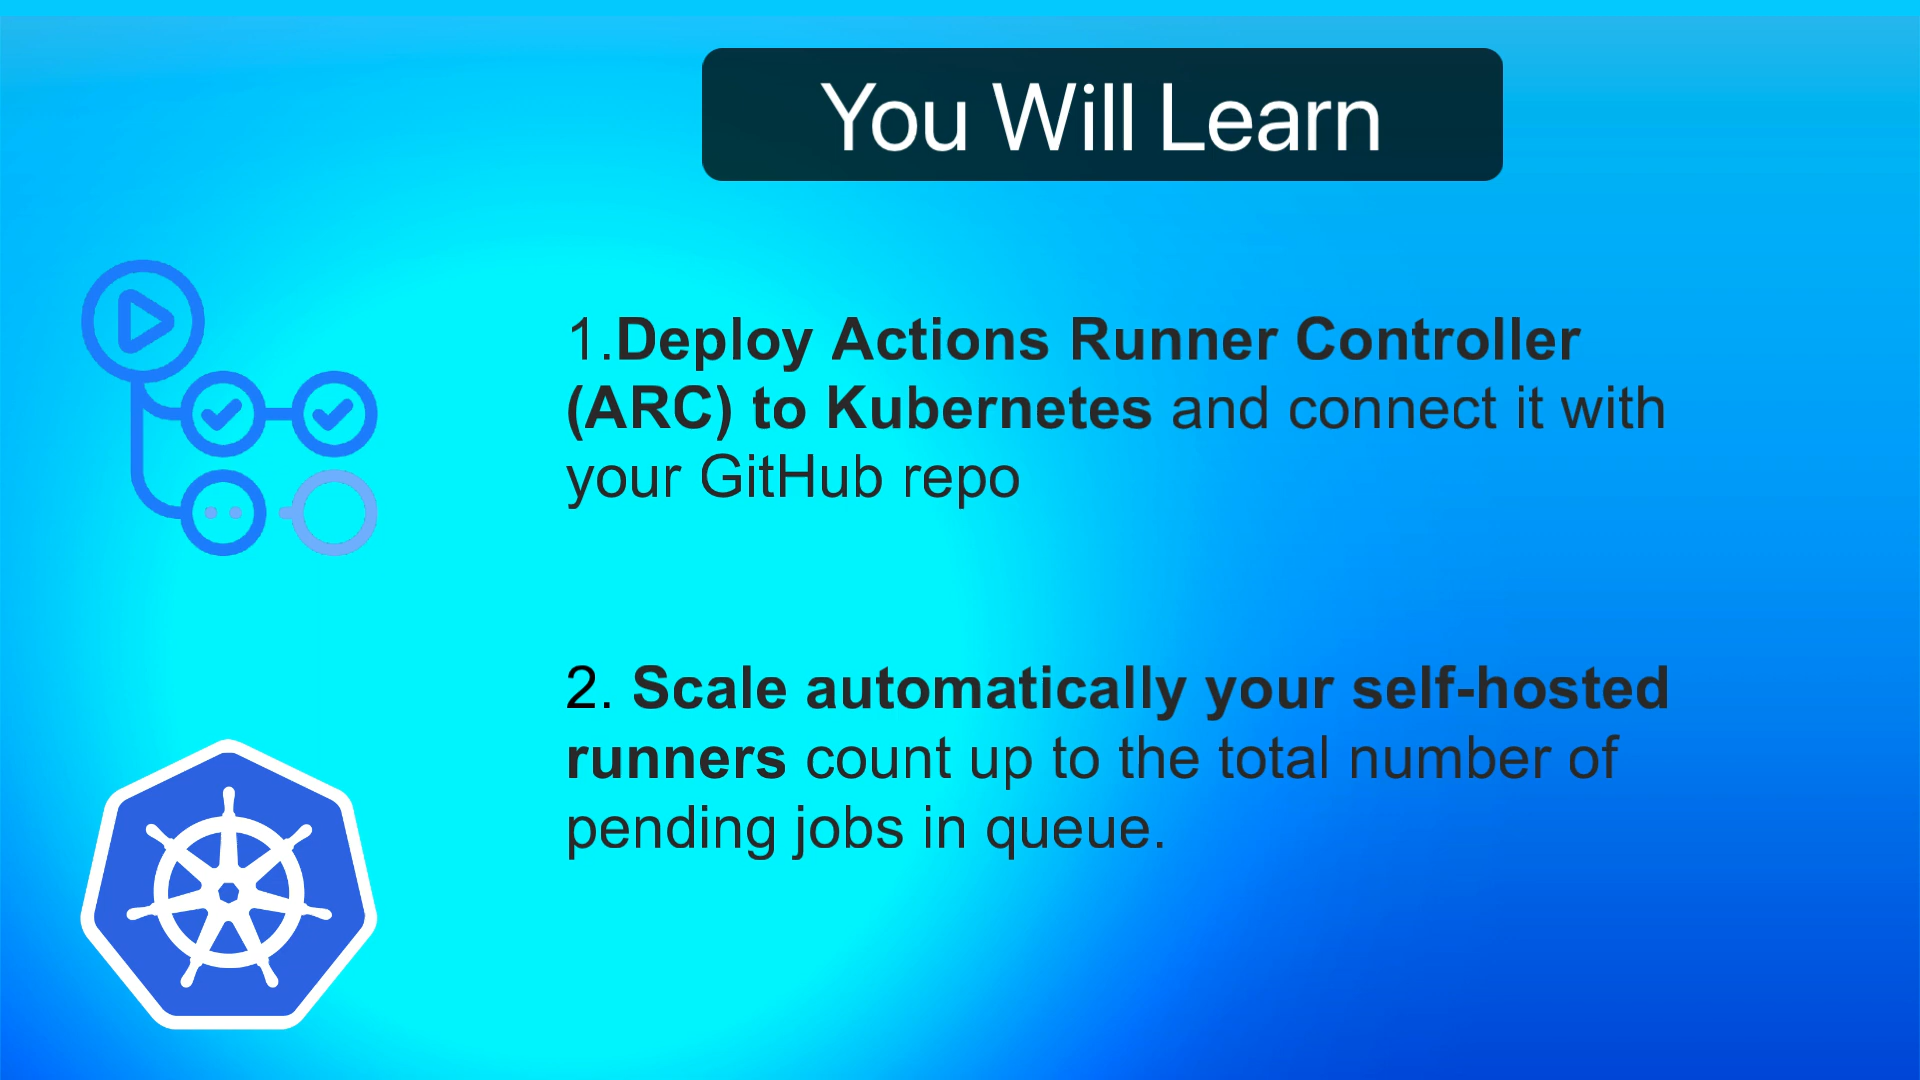 You Will Learn
1.Deploy Actions Runner Controller
(ARC) to Kubernetes and connect it with
your GitHub repo
2. Scale automatically your self-hosted
runners count up to the total number of
pending jobs in queue.